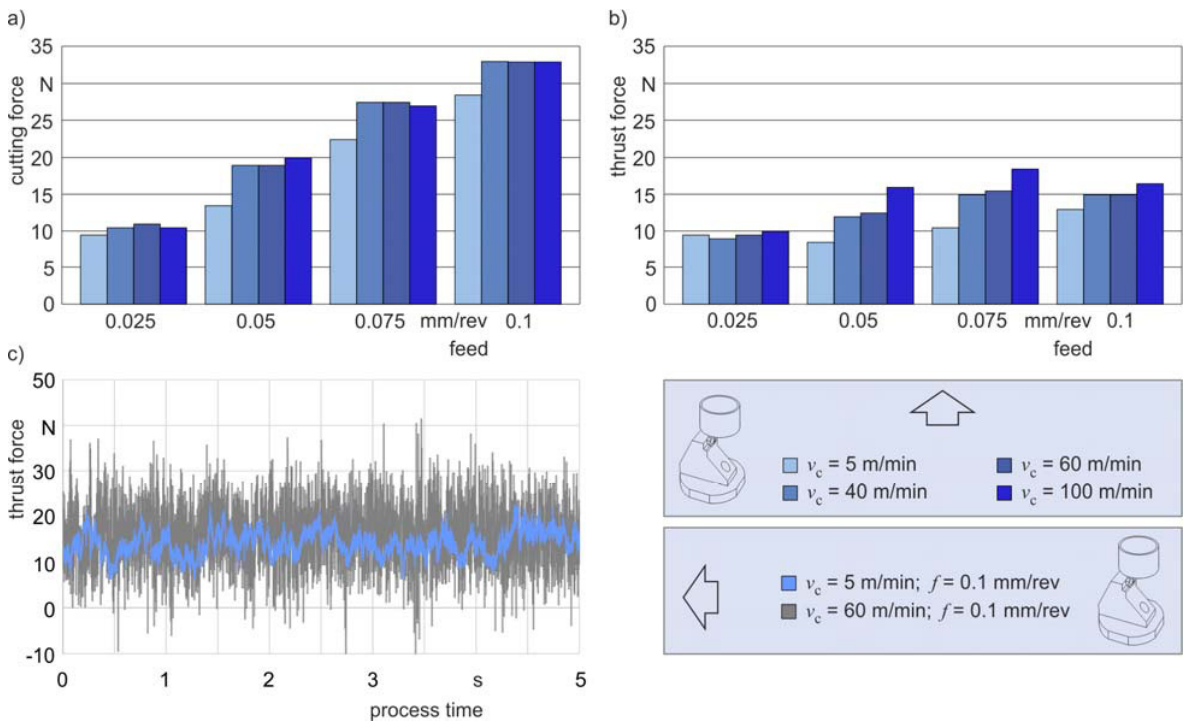 a)
35
N
25
20
15
10
5
0
cutting force
0.025 0.05 0.075 mm/rev 0.1
feed
b)
35
N
25
20
15
10
5
0
thrust force
0.025 0.05 0.075 mm/rev 0.1
feed
c)
50
N
30
20
10
0
-10
thrust force
0 1 2 3 s 5
process time
vc = 5 m/min vc = 60 m/min
vc = 40 m/min vc = 100 m/min
vc = 5 m/min; f = 0.1 mm/rev
vc = 60 m/min; f = 0.1 mm/rev